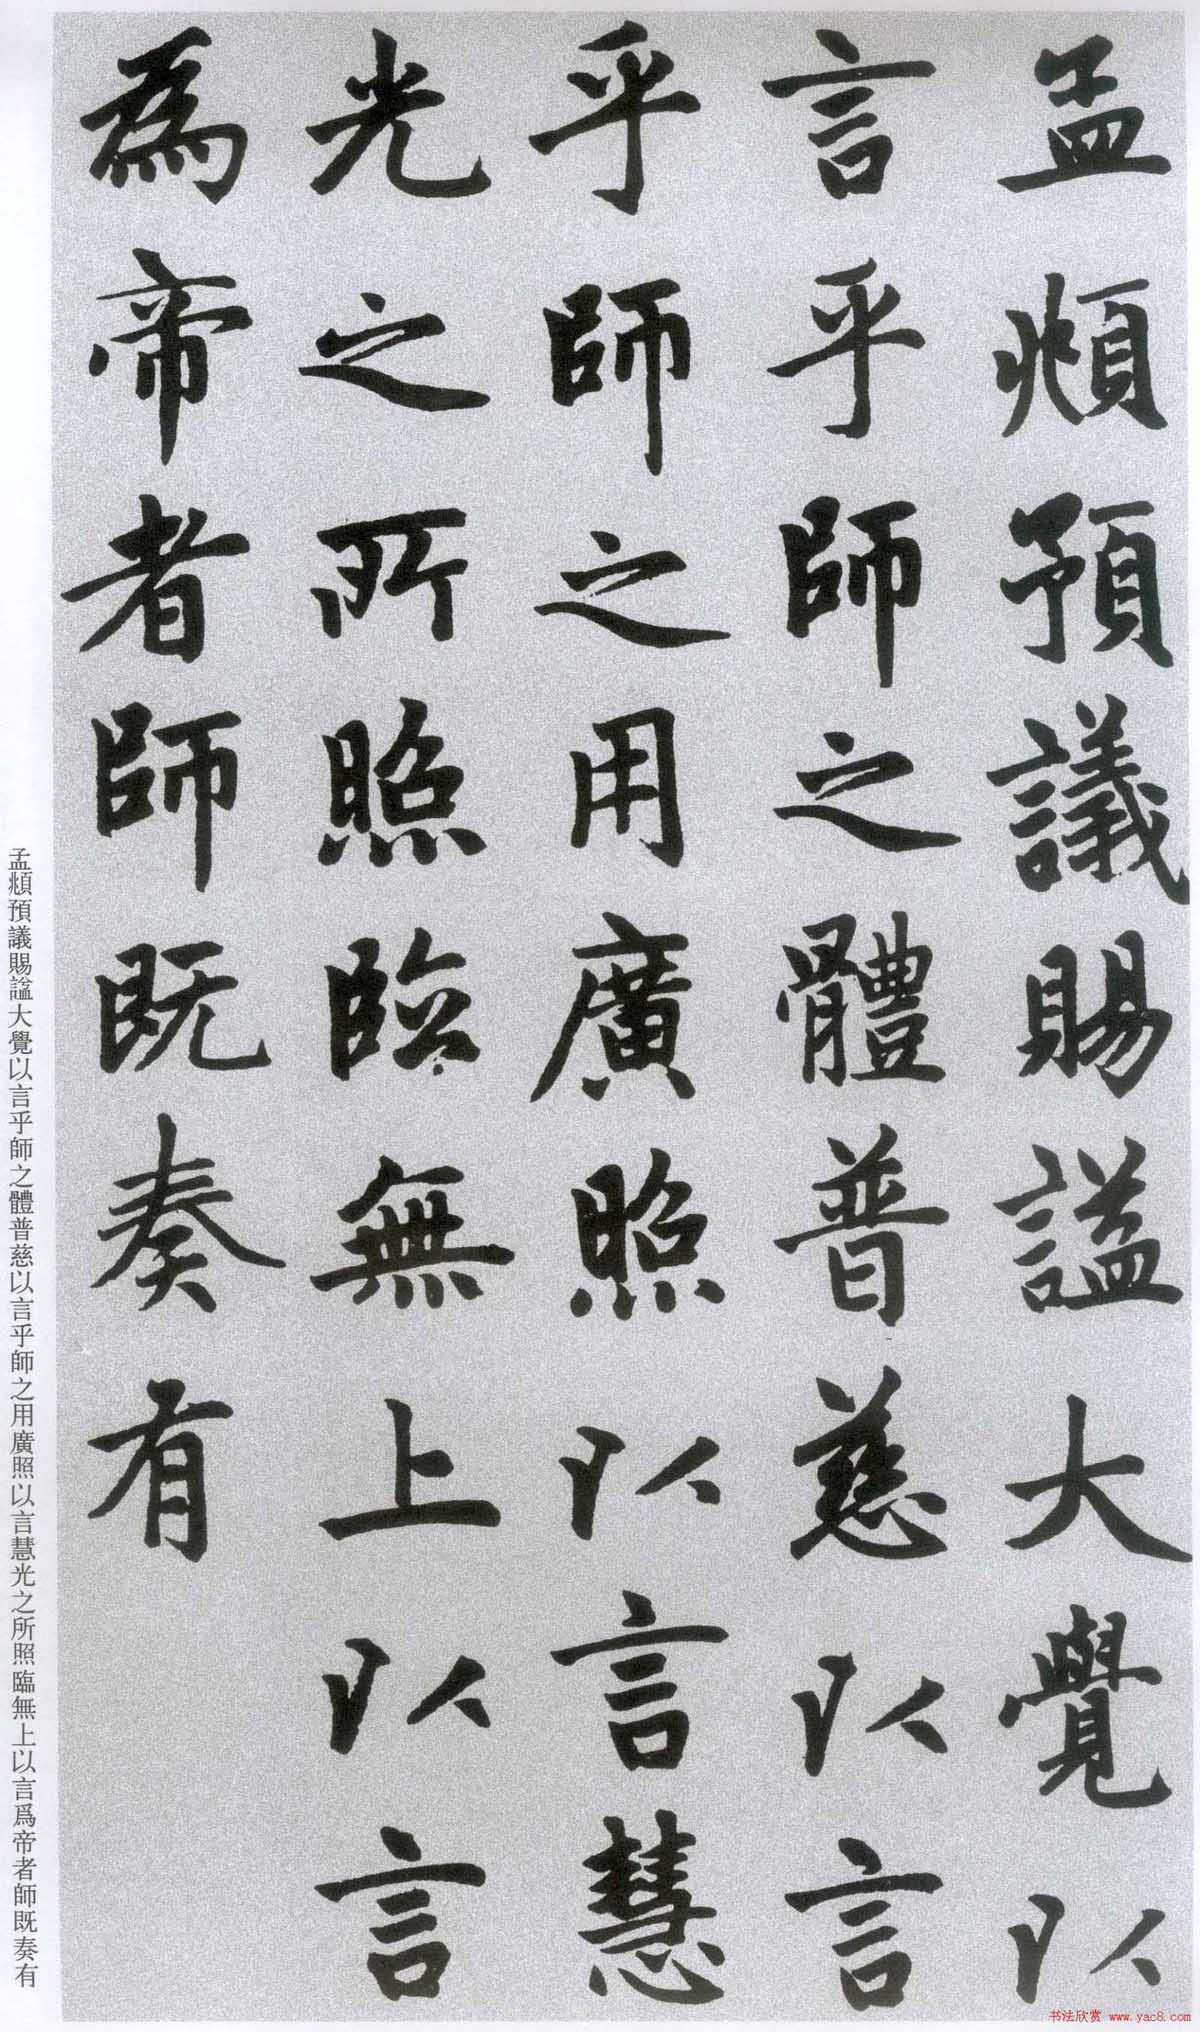 孟頫預議賜謚大覺以
言乎師之體普慈以言
乎師之用廣照以言慧
光之所照臨無上以言
為帝者師既奏有
孟頫預議賜謚大覺以言乎師之體普慈以言乎師之用廣照以言慧光之所照臨無上以言爲帝者師既奏有
书法欣赏 www.yac8.com